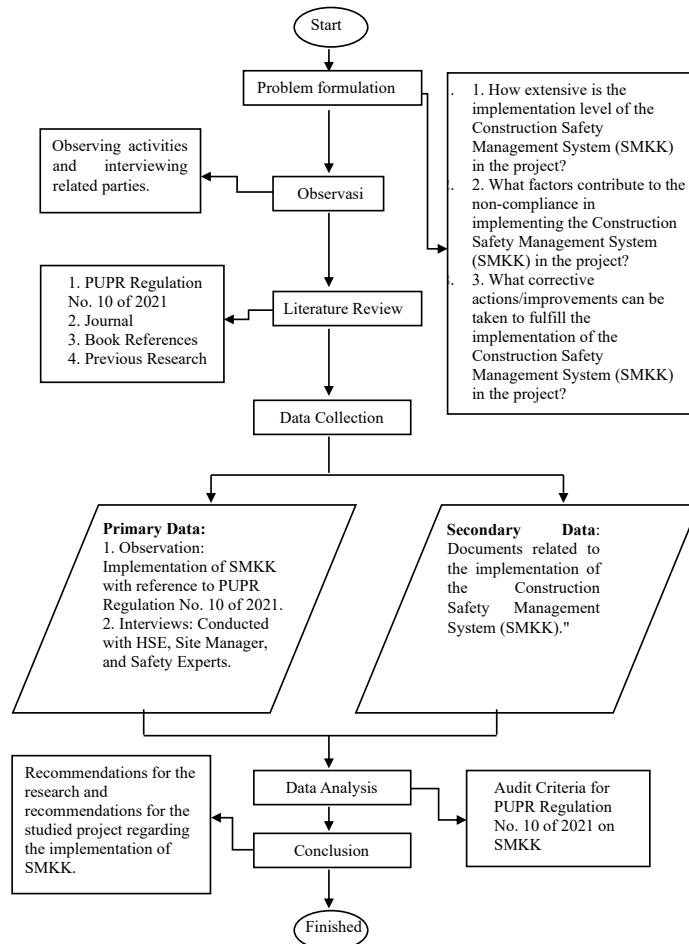 Start
Problem formulation
1. 1. How extensive is the
implementation level of the
Construction Safety
Management System (SMKK)
in the project?
2. 2. What factors contribute to the
non-compliance in
implementing the Construction
Safety Management System
(SMKK) in the project?
3. 3. What corrective
actions/improvements can be
taken to fulfill the
implementation of the
Construction Safety
Management System (SMKK)
in the project?
Observing activities
and interviewing
related parties.
Observasi
1. PUPR Regulation
No. 10 of 2021
2. Journal
3. Book References
4. Previous Research
Literature Review
Data Collection
Primary Data:
1. Observation:
Implementation of SMKK
with reference to PUPR
Regulation No. 10 of 2021.
2. Interviews: Conducted
with HSE, Site Manager,
and Safety Experts.
Secondary Data:
Documents related to
the implementation of
the Construction
Safety Management
System (SMKK)."
Recommendations for the
research and
recommendations for the
studied project regarding
the implementation of
SMKK.
Data Analysis
Audit Criteria for
PUPR Regulation
No. 10 of 2021 on
SMKK
Conclusion
Finished